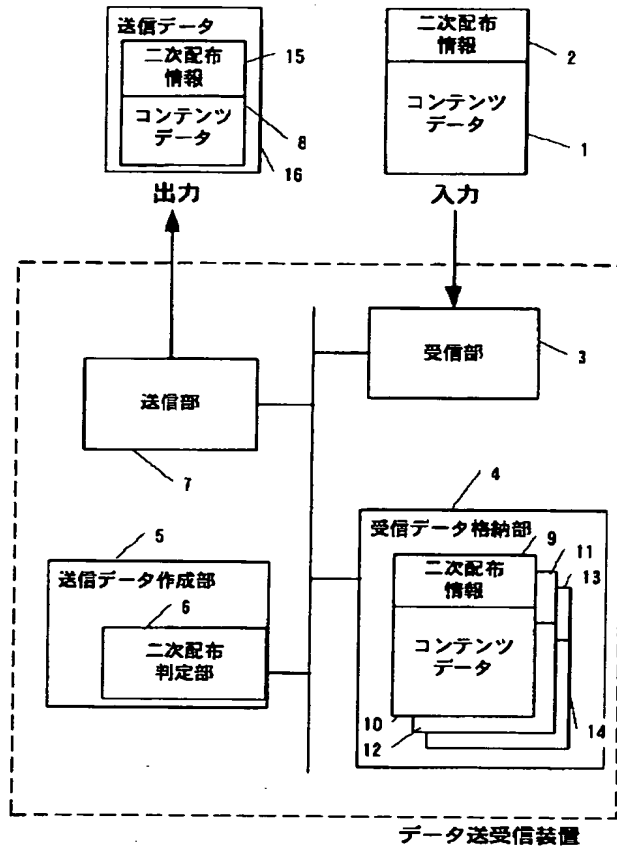 送信データ
二次配布
情報
15
コンテンツ
データ
8
16
出力
二次配布
情報
2
コンテンツ
データ
1
入力
受信部
3
送信部
7
4
受信データ格納部
9
11
13
二次配布
情報
コンテンツ
データ
10
12
14
5
送信データ作成部
6
二次配布
判定部
データ送受信装置